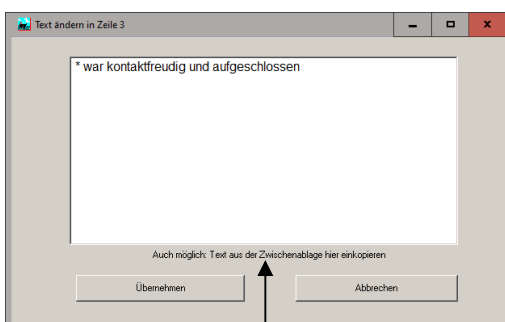 Text ändern in Zeile 3
* war kontaktfreudig und aufgeschlossen
Auch möglich: Text aus der Zwischenablage hier einkopieren
Übernehmen Abbrechen